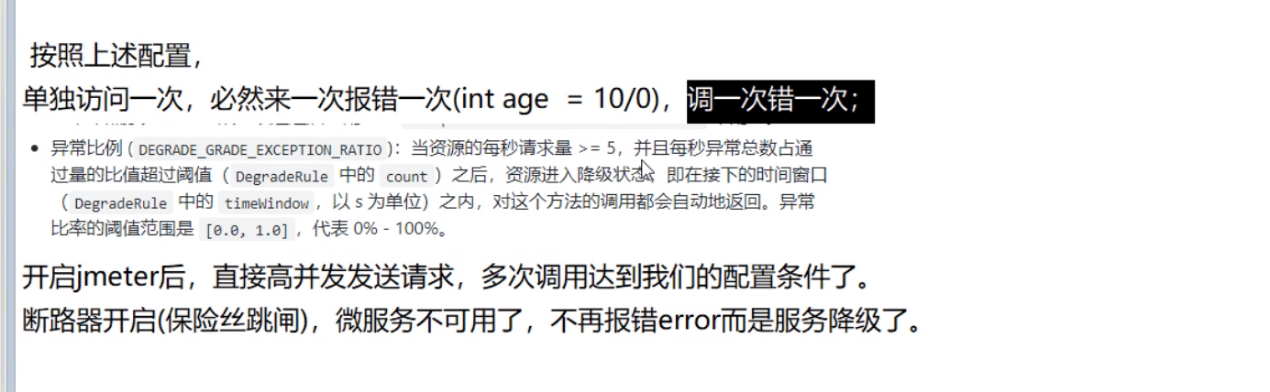 按照上述配置，
单独访问一次，必然来一次报错一次(int age  = 10/0)，调一次错一次；
• 异常比例 ( DEGRADE_GRADE_EXCEPTION_RATIO )：当资源的每秒请求量 >= 5，并且每秒异常总数占通
过量的比值超过阈值（ DegradeRule 中的 count ）之后，资源进入降级状态，即在接下的时间窗口
（ DegradeRule 中的 timeWindow ，以 s 为单位）之内，对这个方法的调用都会自动地返回。异常
比率的阈值范围是 [0.0, 1.0] ，代表 0% - 100%。
开启jmeter后，直接高并发发送请求，多次调用达到我们的配置条件了。
断路器开启(保险丝跳闸)，微服务不可用了，不再报错error而是服务降级了。